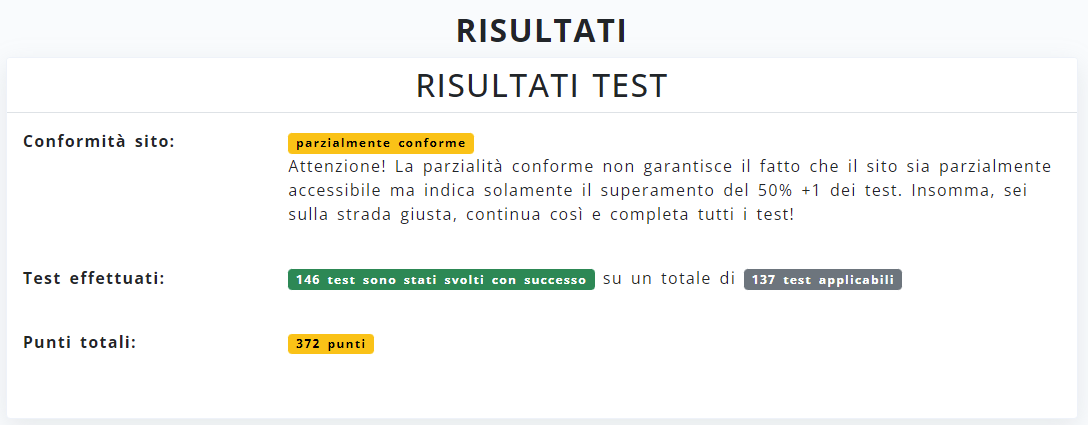 RISULTATI
RISULTATI TEST
Conformità sito:
parzialmente conforme
Attenzione! La parzialità conforme non garantisce il fatto che il sito sia parzialmente
accessibile ma indica solamente il superamento del 50% +1 dei test. Insomma, sei
sulla strada giusta, continua così e completa tutti i test!
Test effettuati:
146 test sono stati svolti con successo su un totale di 137 test applicabili
Punti totali:
372 punti